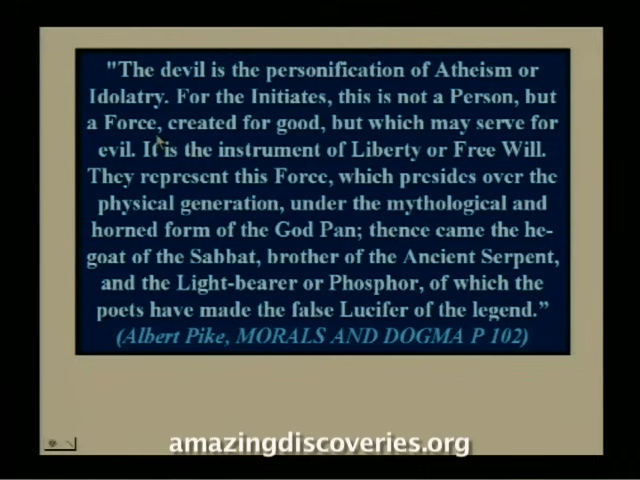 "The devil is the personification of Atheism or
Idolatry. For the Initiates, this is not a Person, but
a Force, created for good, but which may serve for
evil. It is the instrument of Liberty or Free Will.
They represent this Force, which presides over the
physical generation, under the mythological and
horned form of the God Pan; thence came the he-
goat of the Sabbat, brother of the Ancient Serpent,
and the Light-bearer or Phosphor, of which the
poets have made the false Lucifer of the legend.”
(Albert Pike, MORALS AND DOGMA P 102)
amazingdiscoveries.org